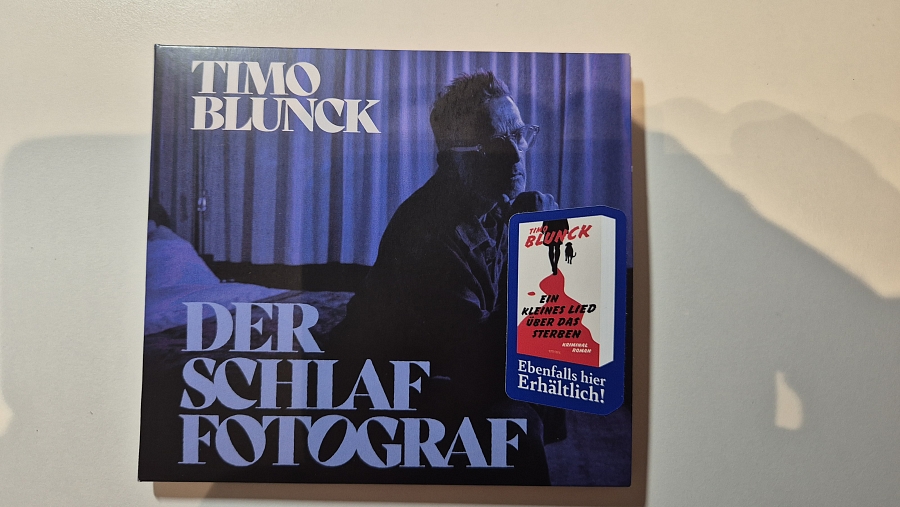 TIMO
BLUNCK
TIMO
BLUNCK
EIN
KLEINES LIED
ÜBER DAS
STERBEN
KRIMINAL
ROMAN
Ebenfalls hier
Erhältlich!
DER
SCHLAF
FOTOGRAF